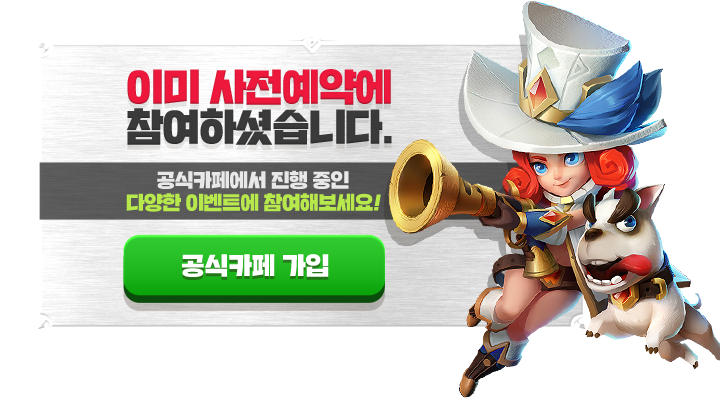 이미 사전예약에
참여하셨습니다.
공식카페에서 진행 중인
다양한 이벤트에 참여해보세요!
공식카페 가입